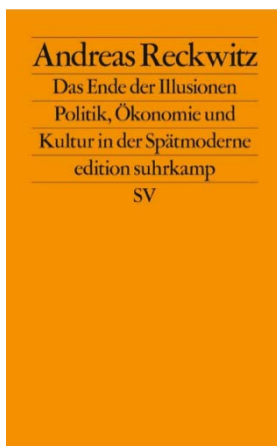 Andreas Reckwitz
Das Ende der Illusionen
Politik, Ökonomie und
Kultur in der Spätmoderne
edition suhrkamp
SV